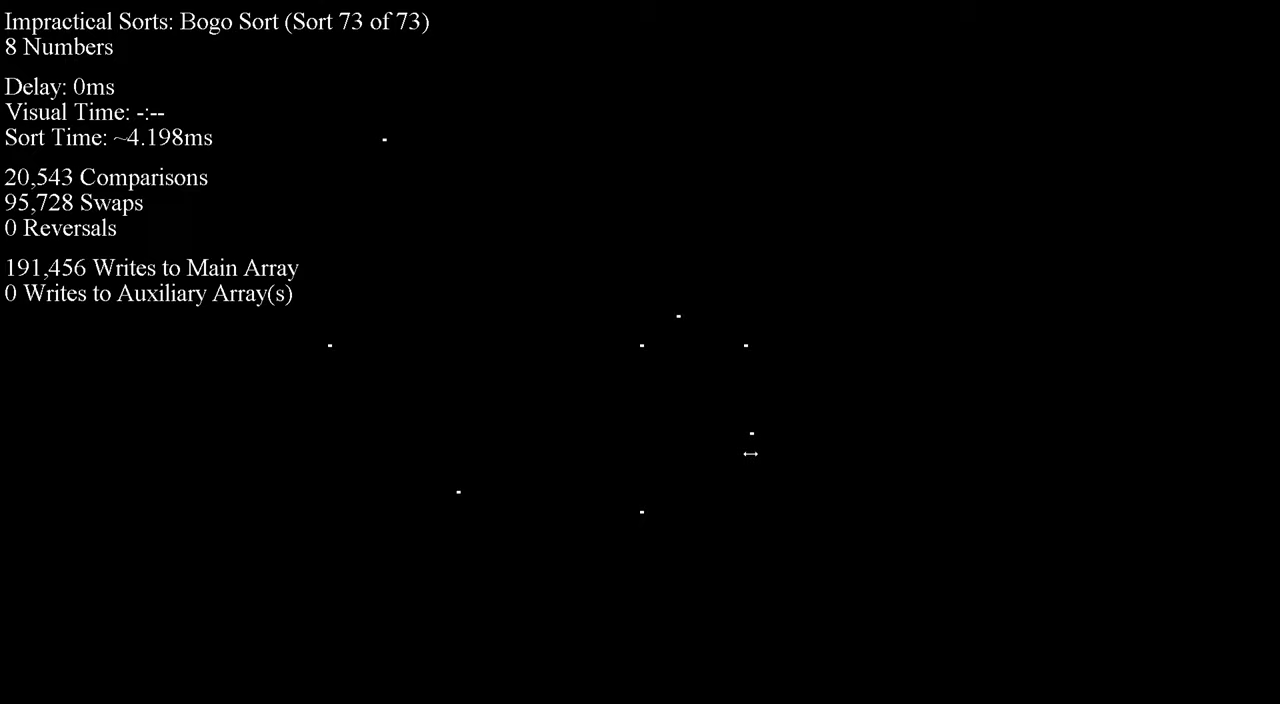 Impractical Sorts: Bogo Sort (Sort 73 of 73)
8 Numbers
Delay: 0ms
Visual Time: -:--
Sort Time: ~4.198ms
20,543 Comparisons
95,728 Swaps
0 Reversals
191,456 Writes to Main Array
0 Writes to Auxiliary Array(s)